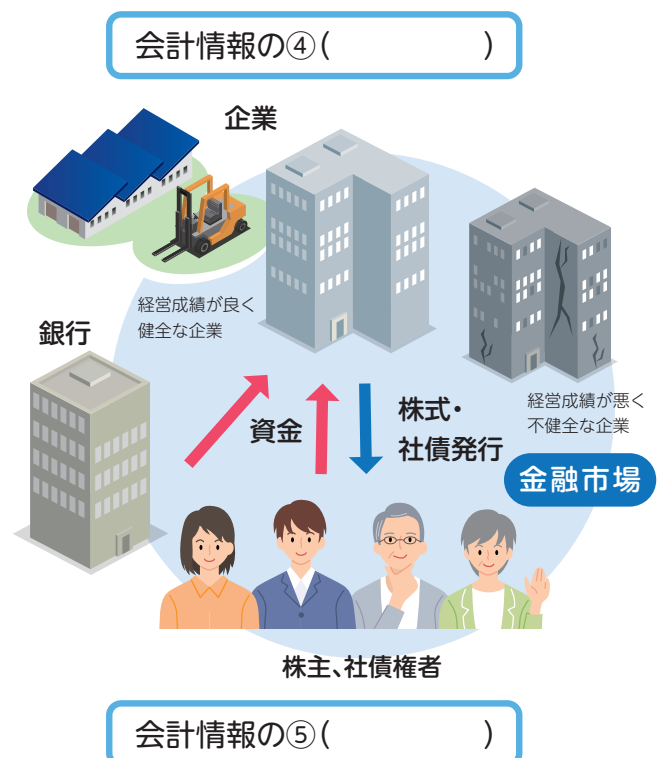 会計情報の④(　　　　　)
企業
経営成績が良く
健全な企業
銀行
資金
株式・
社債発行
経営成績が悪く
不健全な企業
金融市場
株主、社債権者
会計情報の⑤(　　　　　)